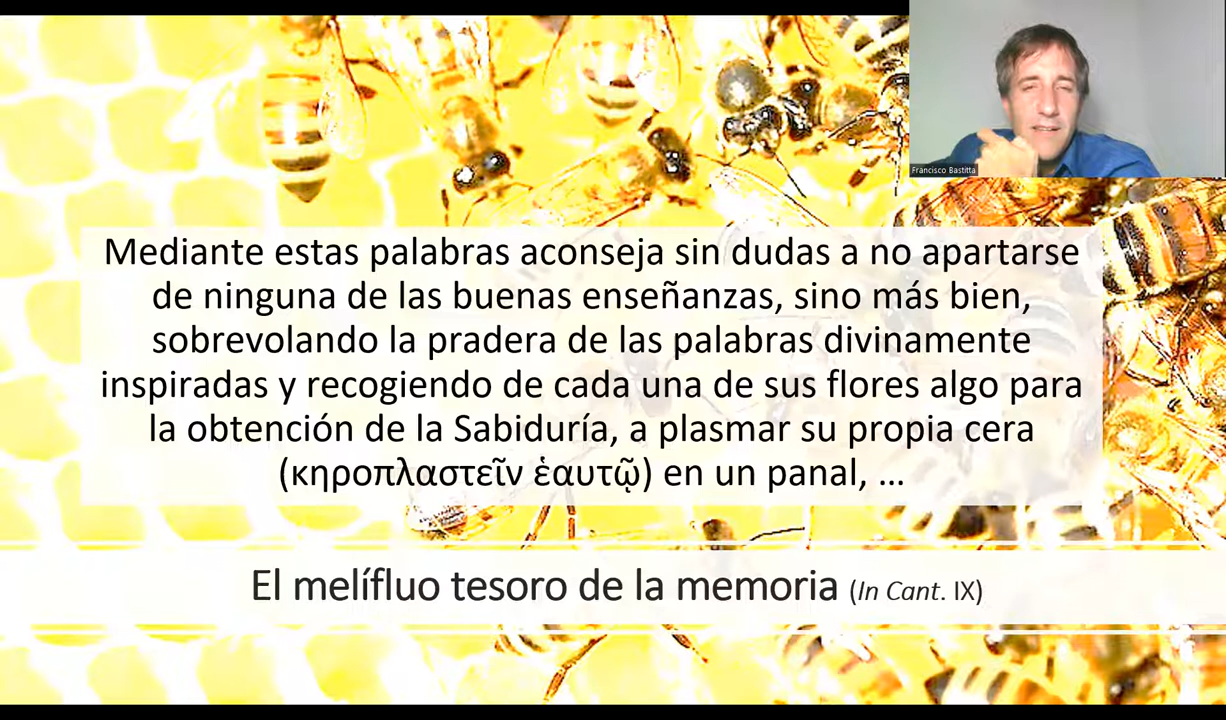 Francisco Bastitta
Mediante estas palabras aconseja sin dudas a no apartarse
de ninguna de las buenas enseñanzas, sino más bien,
sobrevolando la pradera de las palabras divinamente
inspiradas y recogiendo de cada una de sus flores algo para
la obtención de la Sabiduría, a plasmar su propia cera
(κηροπλαστεῖν ἑαυτῷ) en un panal, ...
El melífluo tesoro de la memoria (In Cant. IX)